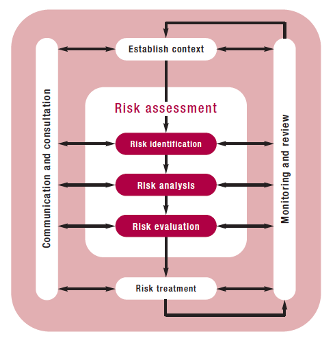 Establish context
Risk assessment
Risk identification
Risk analysis
Risk evaluation
Risk treatment
Communication and consultation
Monitoring and review